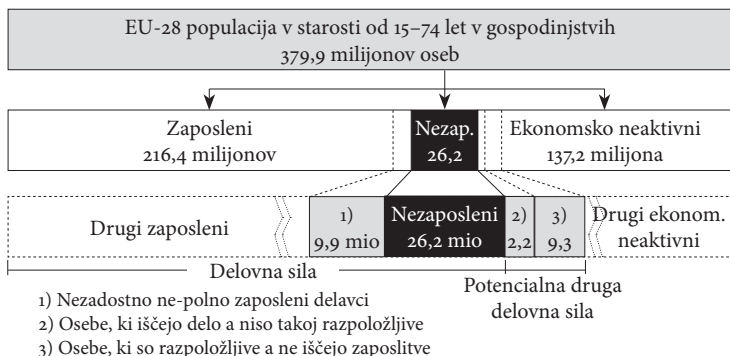 EU-28 populacija v starosti od 15–74 let v gospodinjstvih
379,9 milijonov oseb
Zaposleni
216,4 milijonov
Nezap.
26,2
Ekonomsko neaktivni
137,2 milijona
Drugi zaposleni
1)
9,9 mio
Nezaposleni
26,2 mio
2)
2,2
3)
9,3
Drugi ekonom.
neaktivni
Delovna sila
Potencialna druga
delovna sila
1) Nezadostno ne-polno zaposleni delavci
2) Osebe, ki iščejo delo a niso takoj razpoložljive
3) Osebe, ki so razpoložljive a ne iščejo zaposlitve